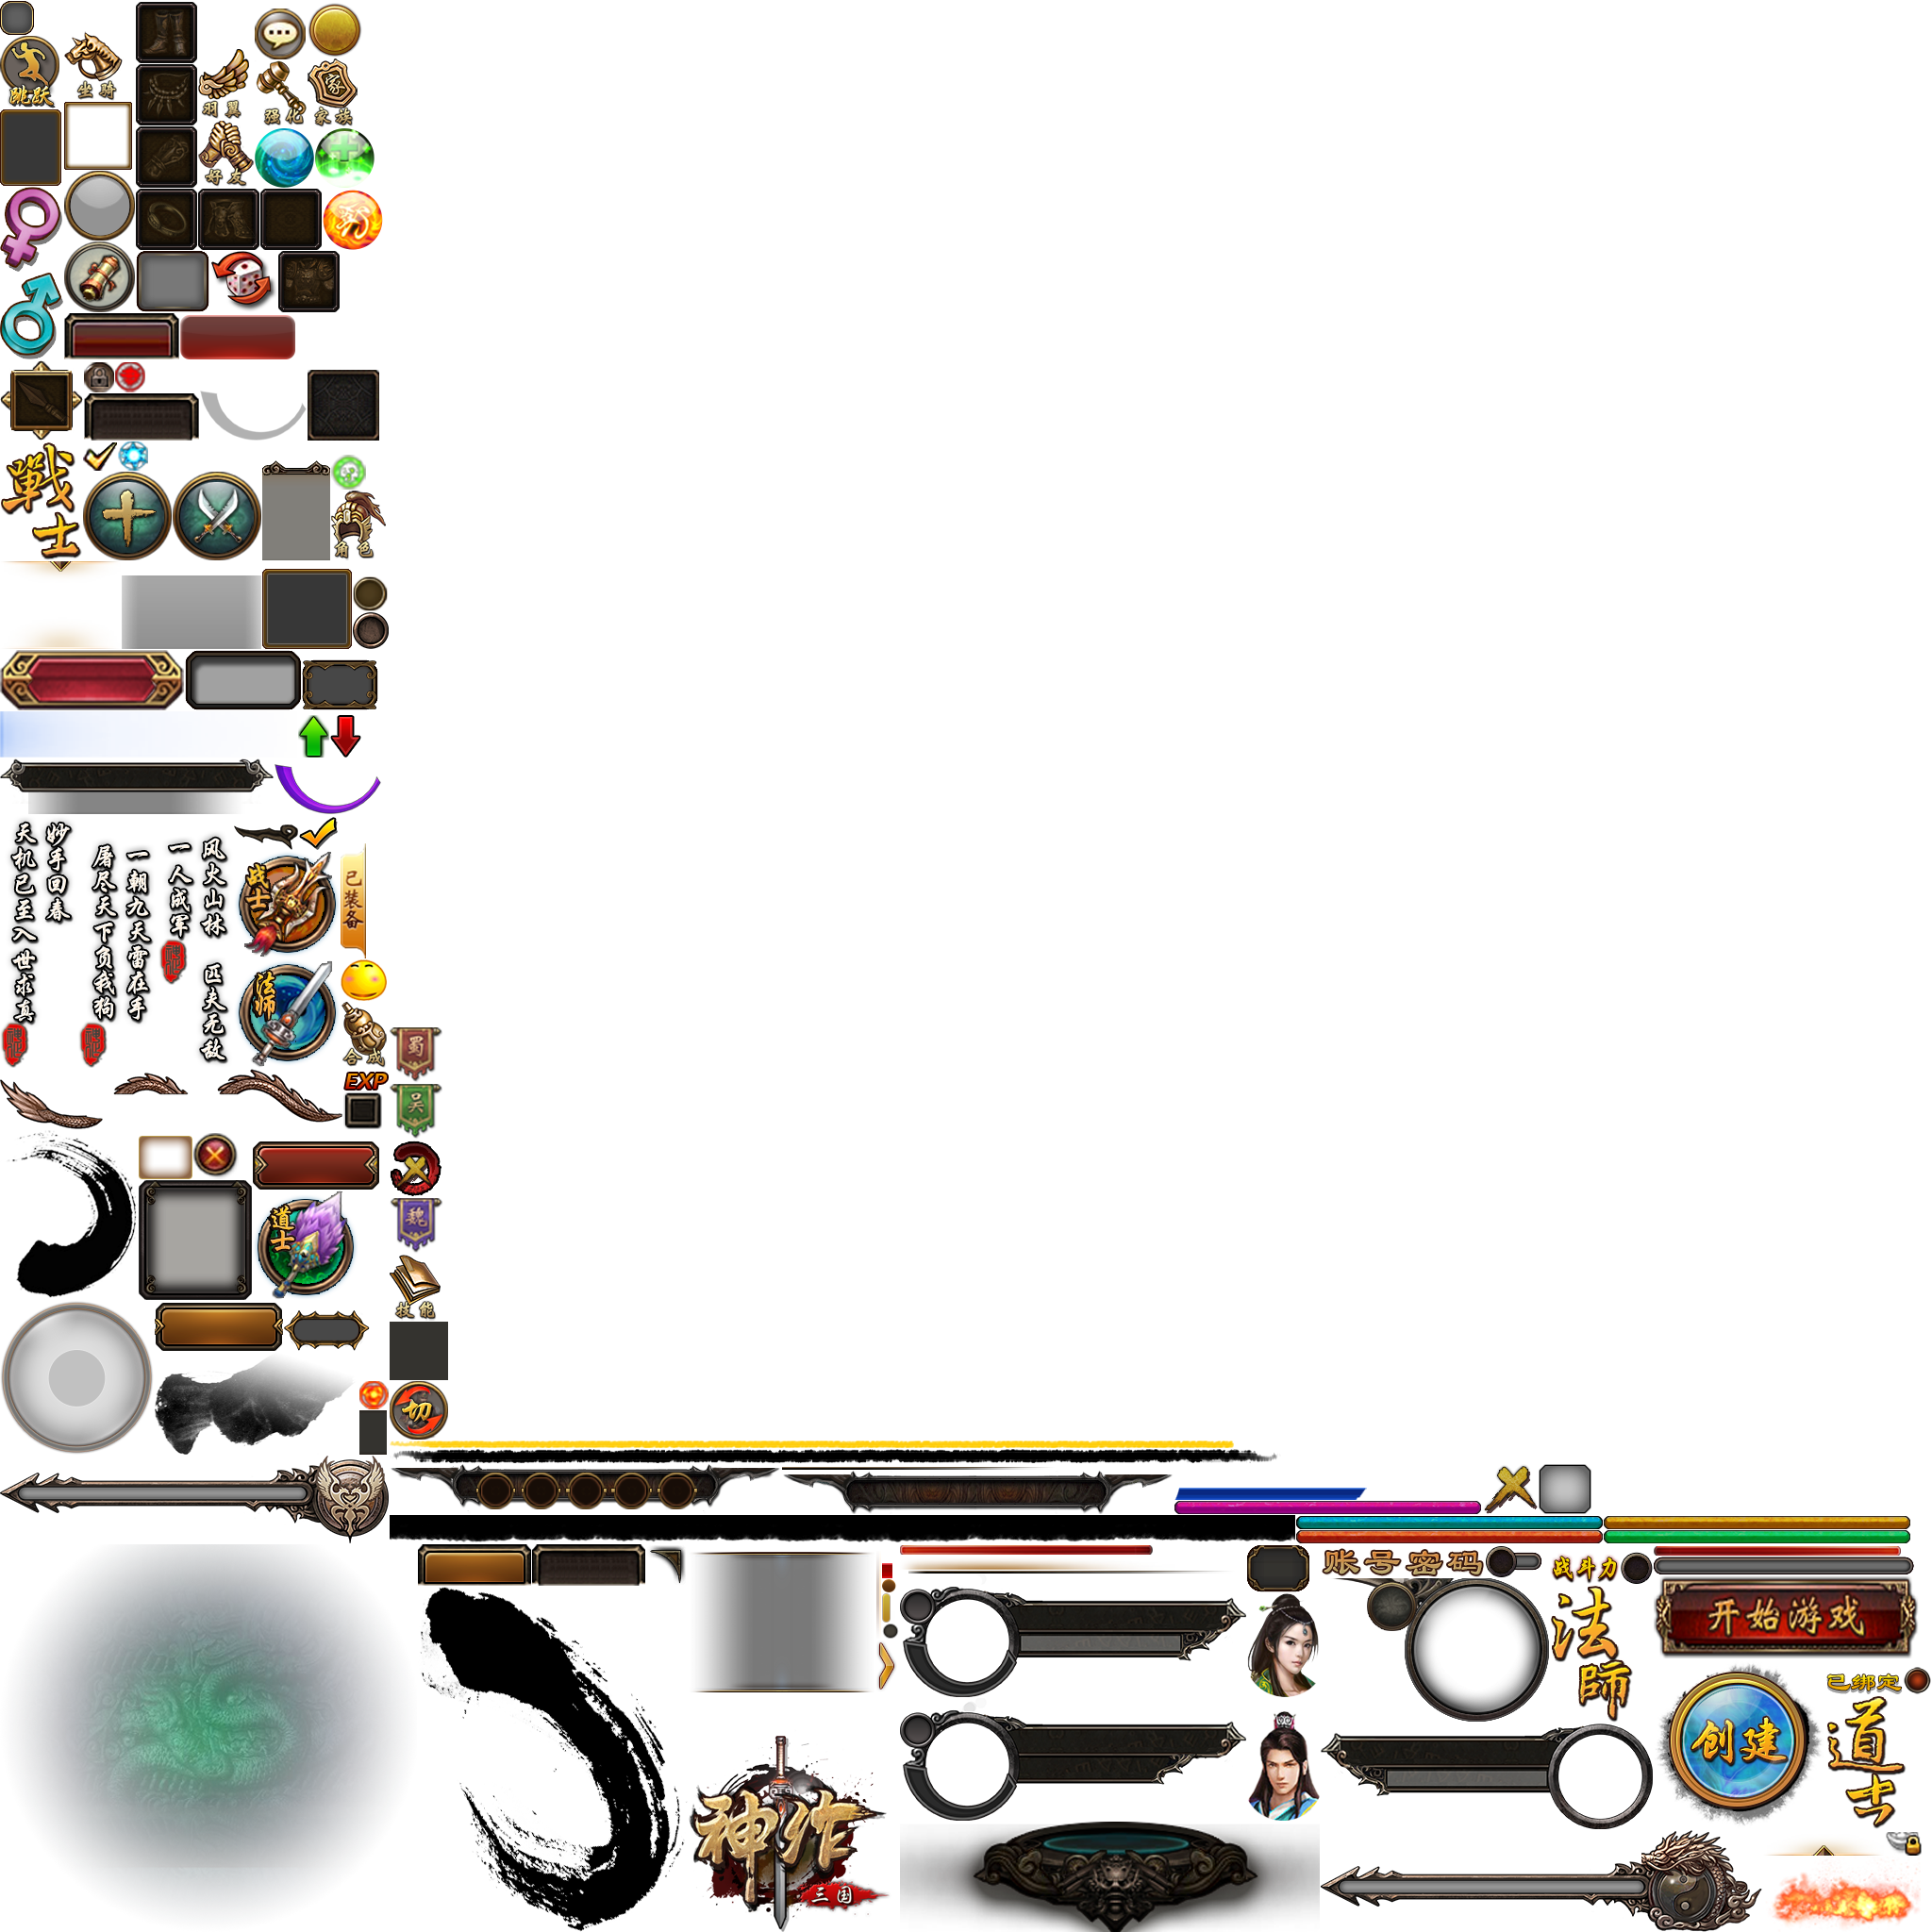 跳跃
坐骑
羽翼
强化
家族
家
好友
戰士
角色
妙手回春
天机已至入世求真
一朝九天雷在手
屠尽天下负我狗
风火山林 匹夫无敌
一人成军
战士
已装备
法师
合成
蜀
EXP
吴
道士
魏
技能
切
账号密码
战斗力
法師
开始游戏
已绑定
创建
道士
神作
三国